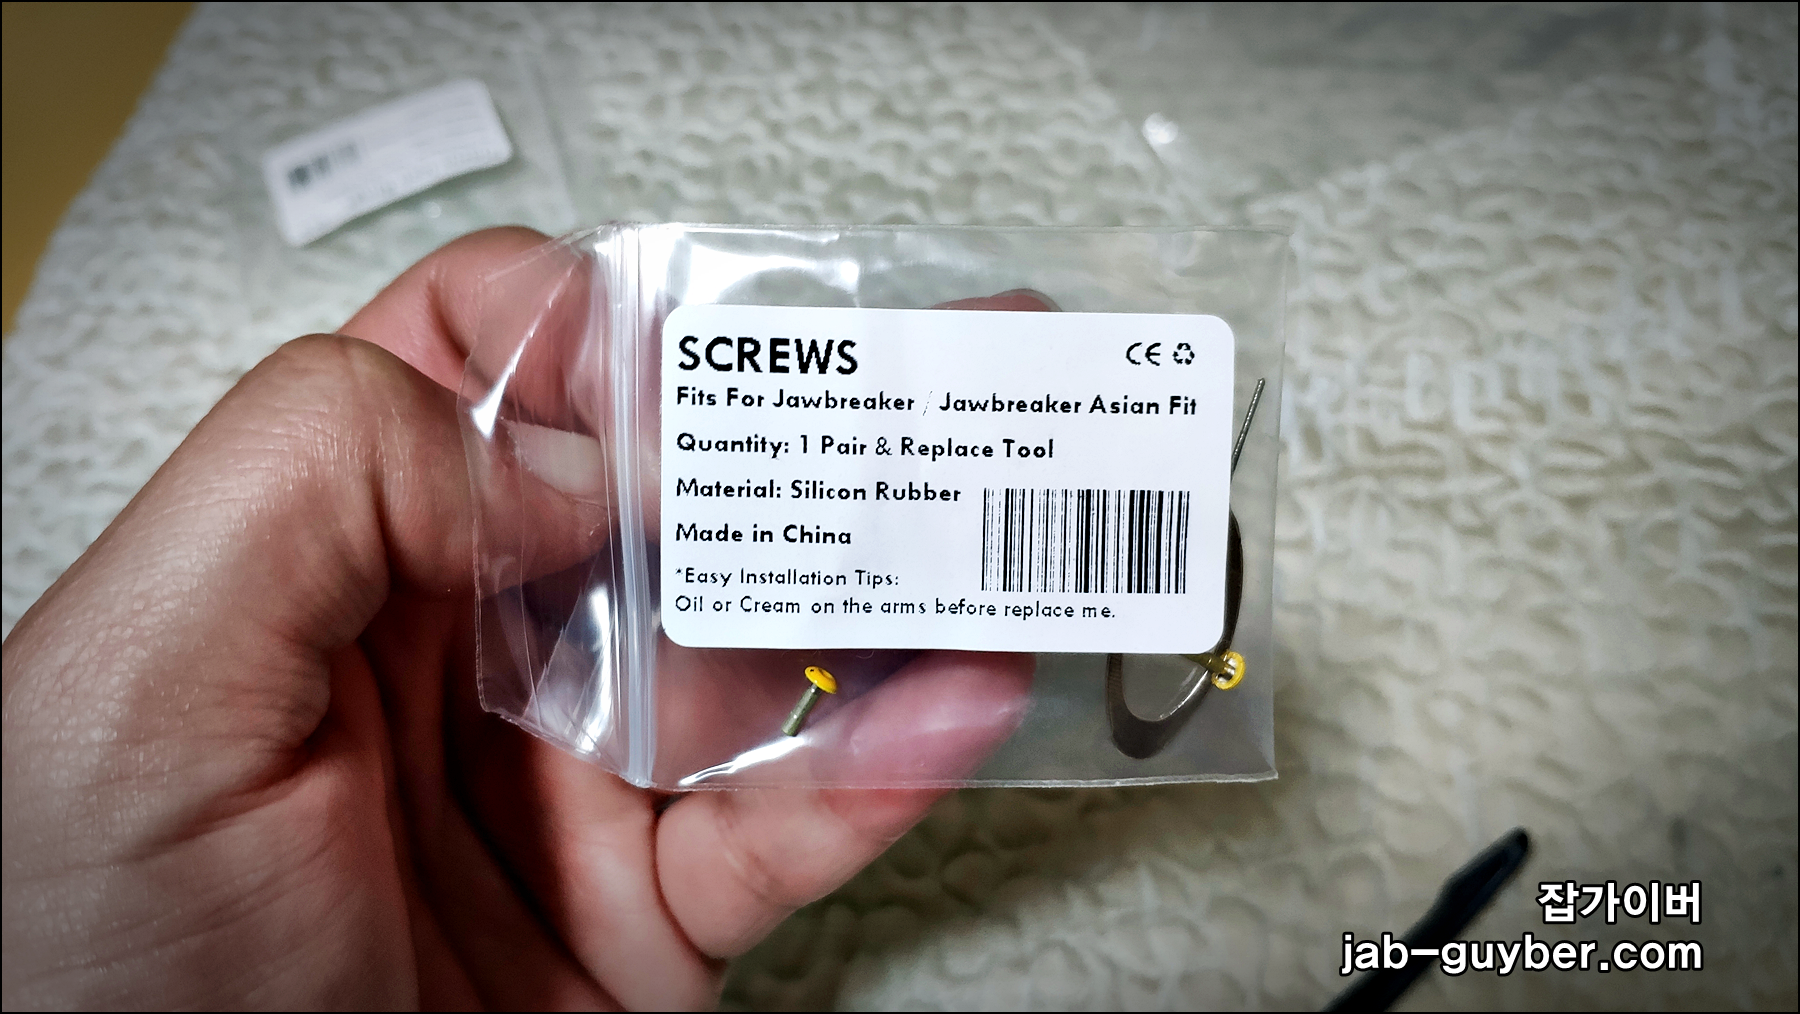 SCREWS
CE
Fits For Jawbreaker / Jawbreaker Asian Fit
Quantity: 1 Pair & Replace Tool
Material: Silicon Rubber
Made in China
*Easy Installation Tips:
Oil or Cream on the arms before replace me.
잡가이버
jab-guyber.com